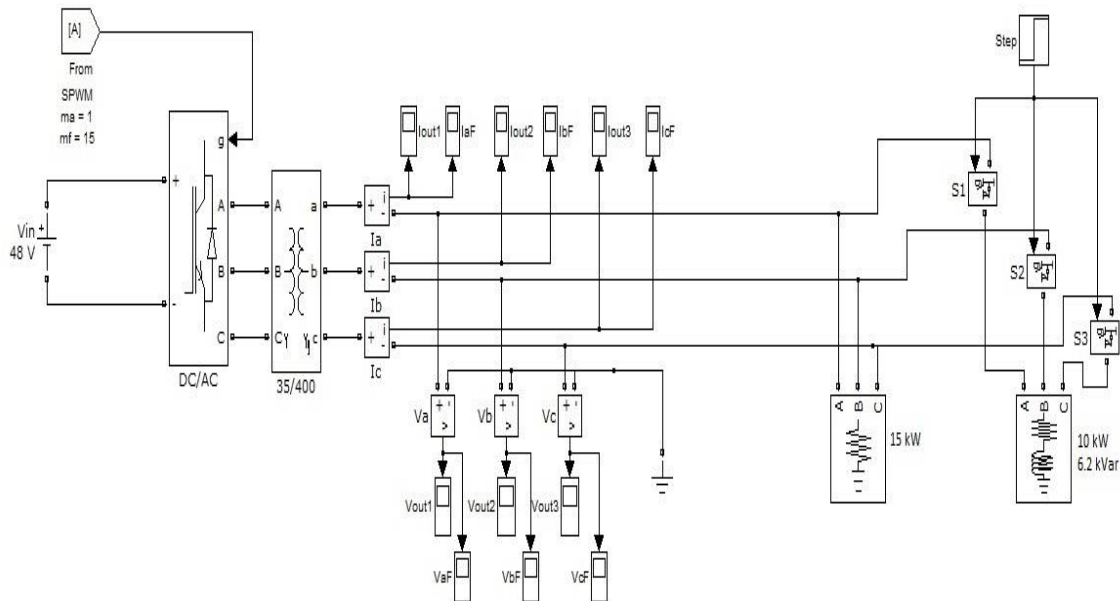 [A]
From
SPWM
ma = 1
mf = 15
Step
Iout1
IaF
Iout2
IbF
Iout3
IcF
g
+
-
A
B
C
Vin
+
48 V
DC/AC
A
B
C
a
b
c
Y
Y
35/400
+
i
-
Ia
+
i
-
Ib
+
i
-
Ic
S1
g
S2
g
S3
g
Va
+ -
v
Vb
+ -
v
Vc
+ -
v
Vout1
Vout2
Vout3
VaF
VbF
VcF
A
B
C
15 kW
A
B
C
10 kW
6.2 kVar